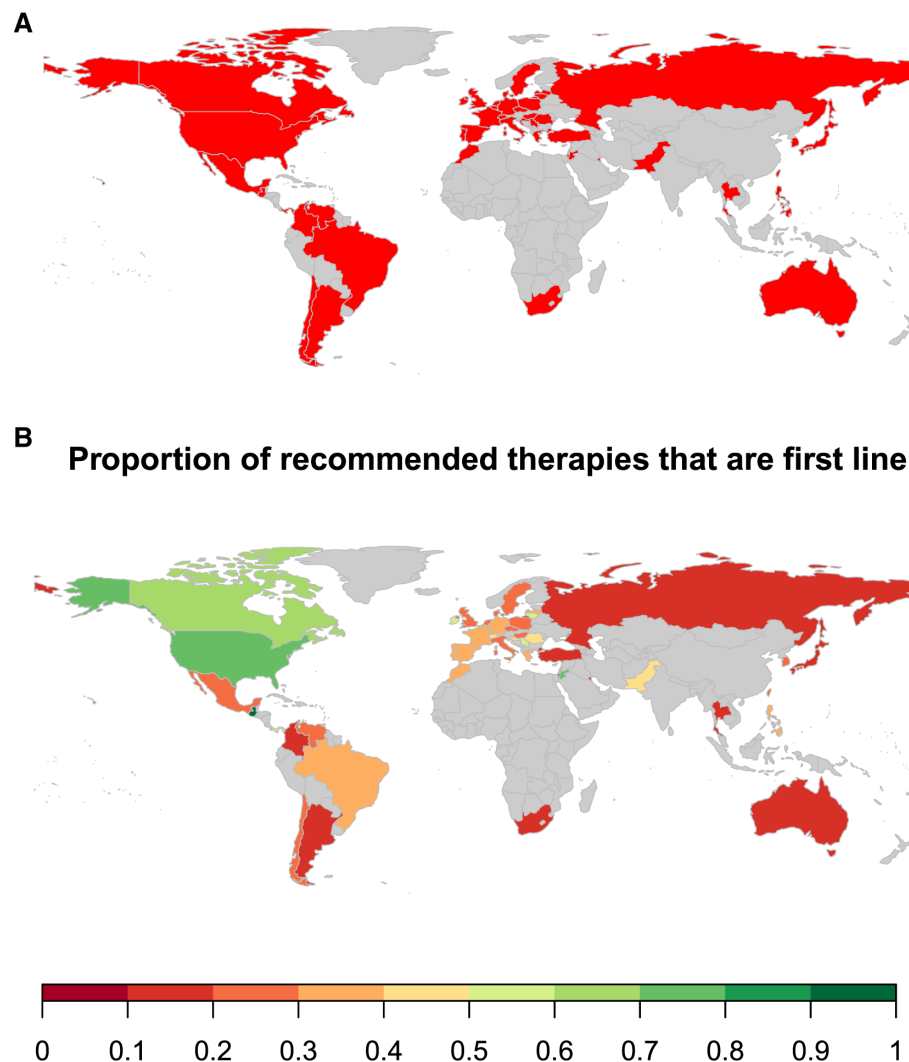 A
B
Proportion of recommended therapies that are first line
0 0.1 0.2 0.3 0.4 0.5 0.6 0.7 0.8 0.9 1